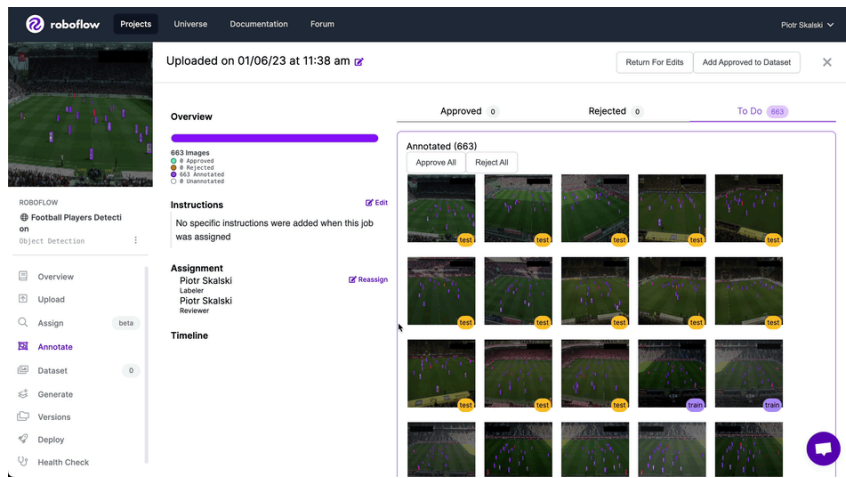 roboflow
Projects
Universe
Documentation
Forum
Piotr Skalski
Uploaded on 01/06/23 at 11:38 am
Return For Edits
Add Approved to Dataset
ROBOFLOW
Football Players Detecti
on
Object Detection
Overview
Upload
Assign
beta
Annotate
Dataset
0
Generate
Versions
Deploy
Health Check
Overview
663 Images
0 Approved
0 Rejected
663 Annotated
0 Unannotated
Instructions
Edit
No specific instructions were added when this job
was assigned
Assignment
Reassign
Piotr Skalski
Labeler
Piotr Skalski
Reviewer
Timeline
Approved 0
Rejected 0
To Do 663
Annotated (663)
Approve All
Reject All
test test test test test
test test test test test
test test test train train